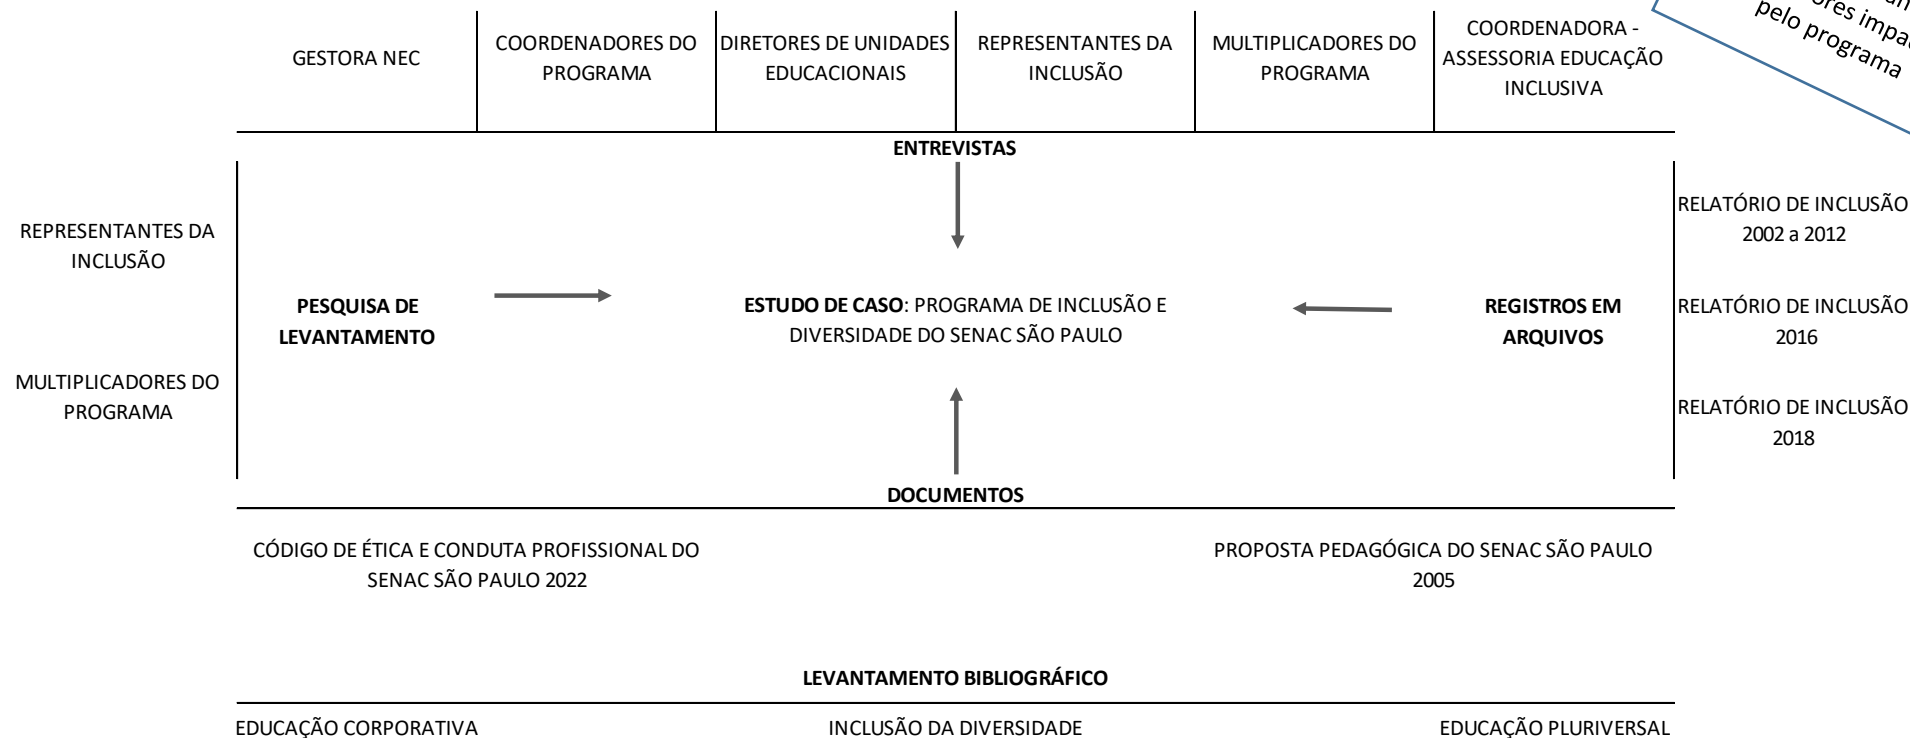 GESTORA NEC
COORDENADORES DO
PROGRAMA
DIRETORES DE UNIDADES
EDUCACIONAIS
REPRESENTANTES DA
INCLUSÃO
MULTIPLICADORES DO
PROGRAMA
COORDENADORA -
ASSESSORIA EDUCAÇÃO
INCLUSIVA
pelo programa
ENTREVISTAS
REPRESENTANTES DA
INCLUSÃO
MULTIPLICADORES DO
PROGRAMA
PESQUISA DE
LEVANTAMENTO
ESTUDO DE CASO: PROGRAMA DE INCLUSÃO E
DIVERSIDADE DO SENAC SÃO PAULO
REGISTROS EM
ARQUIVOS
RELATÓRIO DE INCLUSÃO
2002 a 2012
RELATÓRIO DE INCLUSÃO
2016
RELATÓRIO DE INCLUSÃO
2018
DOCUMENTOS
CÓDIGO DE ÉTICA E CONDUTA PROFISSIONAL DO
SENAC SÃO PAULO 2022
PROPOSTA PEDAGÓGICA DO SENAC SÃO PAULO
2005
LEVANTAMENTO BIBLIOGRÁFICO
EDUCAÇÃO CORPORATIVA
INCLUSÃO DA DIVERSIDADE
EDUCAÇÃO PLURIVERSAL